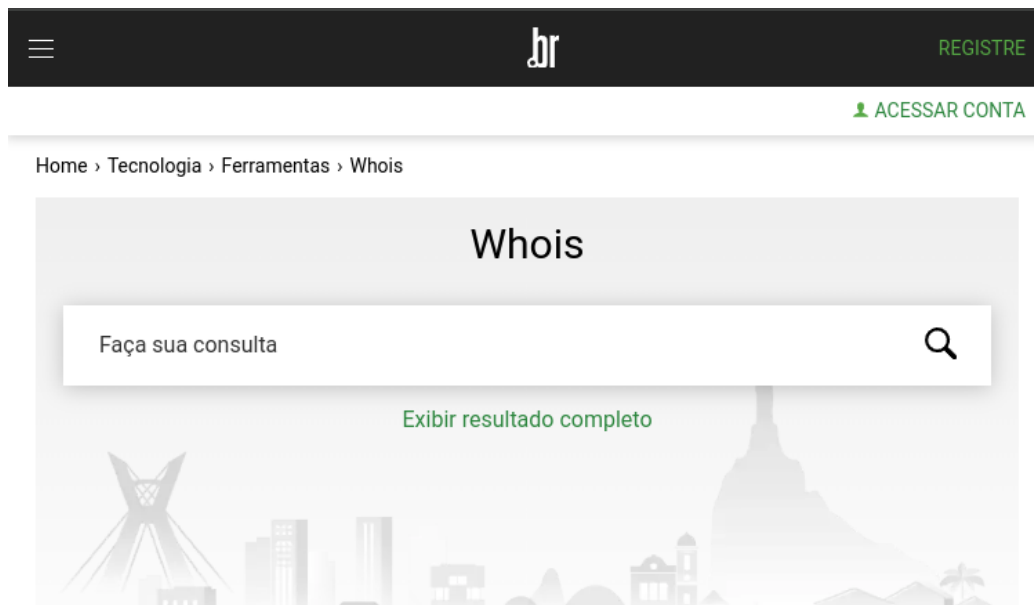 .br
REGISTRE
ACESSAR CONTA
Home › Tecnologia › Ferramentas › Whois
Whois
Faça sua consulta
Exibir resultado completo